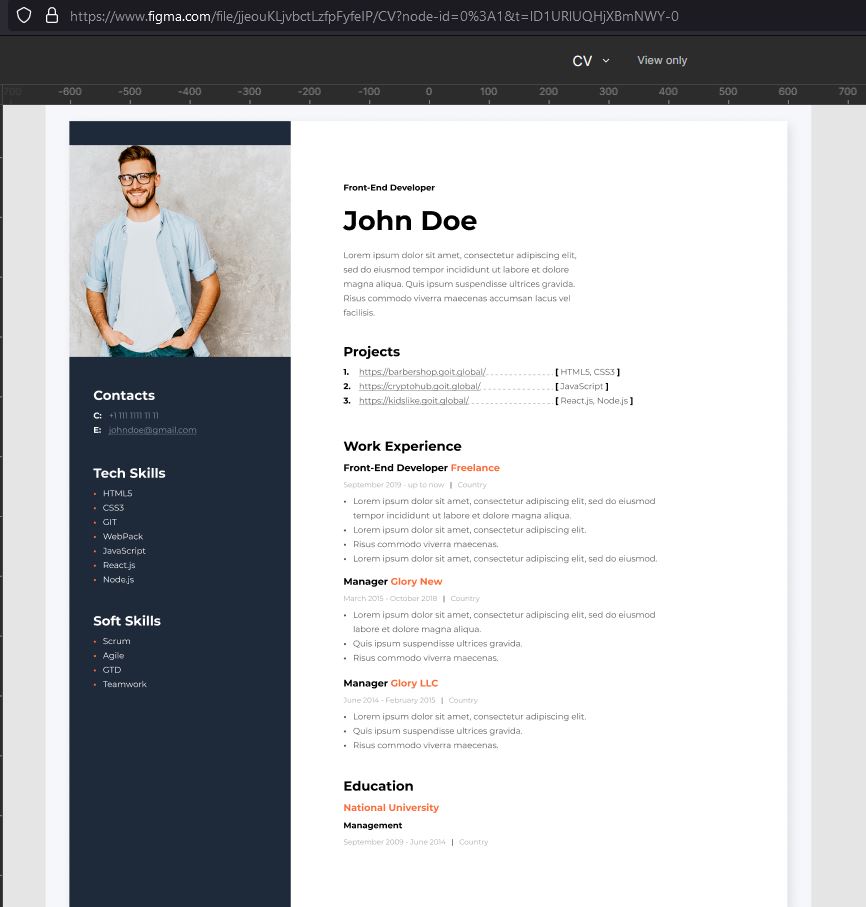 https://www.figma.com/file/jjeouKLjvbctLzfpFyfeIP/CV?node-id=0%3A1&t=ID1URIUQHjXBmNWY-0
CV View only
700 -600 -500 -400 -300 -200 -100 0 100 200 300 400 500 600 700
Front-End Developer
John Doe
Lorem ipsum dolor sit amet, consectetur adipiscing elit,
sed do eiusmod tempor incididunt ut labore et dolore
magna aliqua. Quis ipsum suspendisse ultrices gravida.
Risus commodo viverra maecenas accumsan lacus vel
facilisis.
Projects
1. https://barbershop.goit.global/ [ HTML5, CSS3 ]
2. https://cryptohub.goit.global/ [ JavaScript ]
3. https://kidslike.goit.global/ [ React.js, Node.js ]
Contacts
C: +1 111 1111 11 11
E: johndoe@gmail.com
Tech Skills
• HTML5
• CSS3
• GIT
• WebPack
• JavaScript
• React.js
• Node.js
Soft Skills
• Scrum
• Agile
• GTD
• Teamwork
Work Experience
Front-End Developer Freelance
September 2019 - up to now | Country
• Lorem ipsum dolor sit amet, consectetur adipiscing elit, sed do eiusmod
tempor incididunt ut labore et dolore magna aliqua.
• Lorem ipsum dolor sit amet, consectetur adipiscing elit.
• Risus commodo viverra maecenas.
• Lorem ipsum dolor sit amet, consectetur adipiscing elit, sed do eiusmod.
Manager Glory New
March 2015 - October 2018 | Country
• Lorem ipsum dolor sit amet, consectetur adipiscing elit, sed do eiusmod
labore et dolore magna aliqua.
• Quis ipsum suspendisse ultrices gravida.
• Risus commodo viverra maecenas.
Manager Glory LLC
June 2014 - February 2015 | Country
• Lorem ipsum dolor sit amet, consectetur adipiscing elit.
• Quis ipsum suspendisse ultrices gravida.
• Risus commodo viverra maecenas.
Education
National University
Management
September 2009 - June 2014 | Country